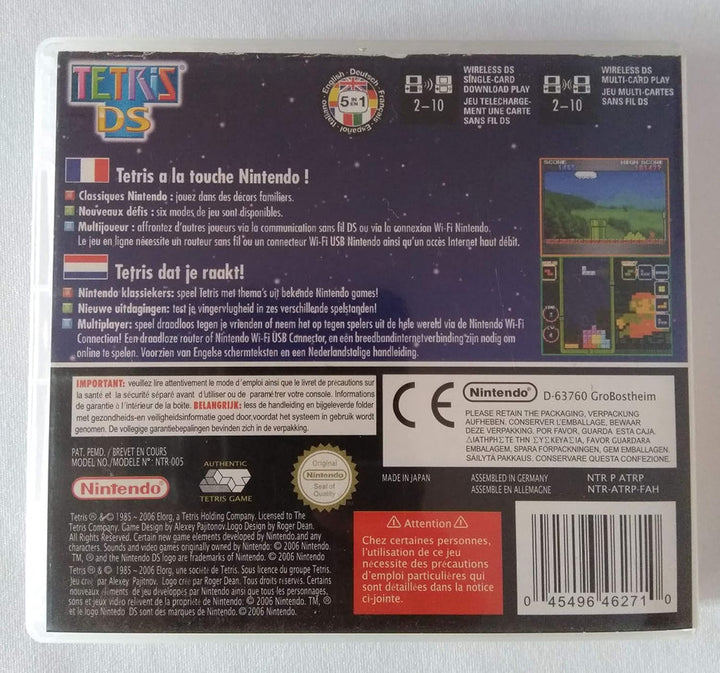 TETRIS
DS
English - Deutsch - Français - Español - Italiano
5 IN EN 1
WIRELESS DS
SINGLE-CARD
DOWNLOAD PLAY
2–10
JEU TELECHARGE-
MENT UNE CARTE
SANS FIL DS
WIRELESS DS
MULTI-CARD PLAY
2–10
JEU MULTI-CARTES
SANS FIL DS
Tetris a la touche Nintendo !
Classiques Nintendo : jouez dans des décors familiers.
Nouveaux défis : six modes de jeu sont disponibles.
Multijoueur : affrontez d'autres joueurs via la communication sans fil DS ou via la connexion Wi-Fi Nintendo.
Le jeu en ligne nécessite un routeur sans fil ou un connecteur Wi-Fi USB Nintendo ainsi qu'un accès Internet haut débit.
SCORE
HIGH SCORE
Tetris dat je raakt!
Nintendo klassiekers: speel Tetris met thema's uit bekende Nintendo games!
Nieuwe uitdagingen: test je vingervlugheid in zes verschillende spelstanden!
Multiplayer: speel draadloos tegen je vrienden of neem het op tegen spelers uit de hele wereld via de Nintendo Wi-Fi
Connection! Een draadloze router of Nintendo Wi-Fi USB Connector, en een breedbandinternetverbinding zijn nodig om
online te spelen. Voorzien van Engelse schermteksten en een Nederlandstalige handleiding.
IMPORTANT: veuillez lire attentivement le mode d'emploi ainsi que le livret de précautions sur
la santé et la sécurité séparé avant d'utiliser ou de paramétrer votre console. Informations
de garantie à l'intérieur de la boîte. BELANGRIJK: lees de handleiding en bijgeleverde folder
met gezondheids- en veiligheidsinformatie goed door, voordat het systeem in gebruik wordt
genomen. De volledige garantiebepalingen bevinden zich in de verpakking.
CE
Nintendo
D-63760 GroBostheim
PLEASE RETAIN THE PACKAGING, VERPACKUNG
AUFHEBEN. CONSERVER L'EMBALLAGE, BEWAAR
DEZE VERPAKKING. POR FAVOR, GUARDA ESTA CAJA.
ΔΙΑΤΗΡΗΣΤΕ ΤΗ ΣΥΣΚΕΥΑΣΙΑ, FAVOR GUARDARA
EMBALAGEM. SPARA FORPACKNINGEN, GEM EMBALLAGEN.
SÄILYTÄ PAKKAUS. CONSERVARE QUESTA CONFEZIONE.
PAT. PEMD. / BREVET EN COURS
MODEL NO./MODELE N°: NTR-005
Nintendo
AUTHENTIC
TETRIS GAME
Original
Nintendo
Seal of
Quality
MADE IN JAPAN
ASSEMBLED IN GERMANY
ASSEMBLE EN ALLEMAGNE
NTR P ATRP
NTR-ATRP-FAH
Tetris ® & © 1985 ~ 2006 Elorg, a Tetris Holding Company. Licensed to The
Tetris Company. Game Design by Alexey Pajitonov.Logo Design by Roger Dean.
All Rights Reserved. Certain new game elements developed by Nintendo.and any
characters. Sounds and video games originally owned by Nintendo: © 2006 Nintendo.
TM, ® and the Nintendo DS logo are trademarks of Nintendo. © 2006 Nintendo
Tetris ® & © 1985 ~ 2006 Elorg, une société de Tetris. Sous licence du groupe Tetris.
Jeu créé par Alexey Pajitnov. Logo crée par Roger Dean. Tous droits réservés. Certains
nouveaux éléments de jeu développés par Nintendo ainsi que tous les personnages,
sons et jeux vidéo relivent de la propriété de Nintendo: © 2006 Nintendo. TM, ®
et le logo Nintedo DS sont des marques de Nintendo. © 2006 Nintendo
Attention
Chez certaines personnes,
l'utilisation de ce jeu
nécessite des précautions
d'emploi particulières qui
sont détaillées dans la notice
ci-jointe.
0 45496 46271 0